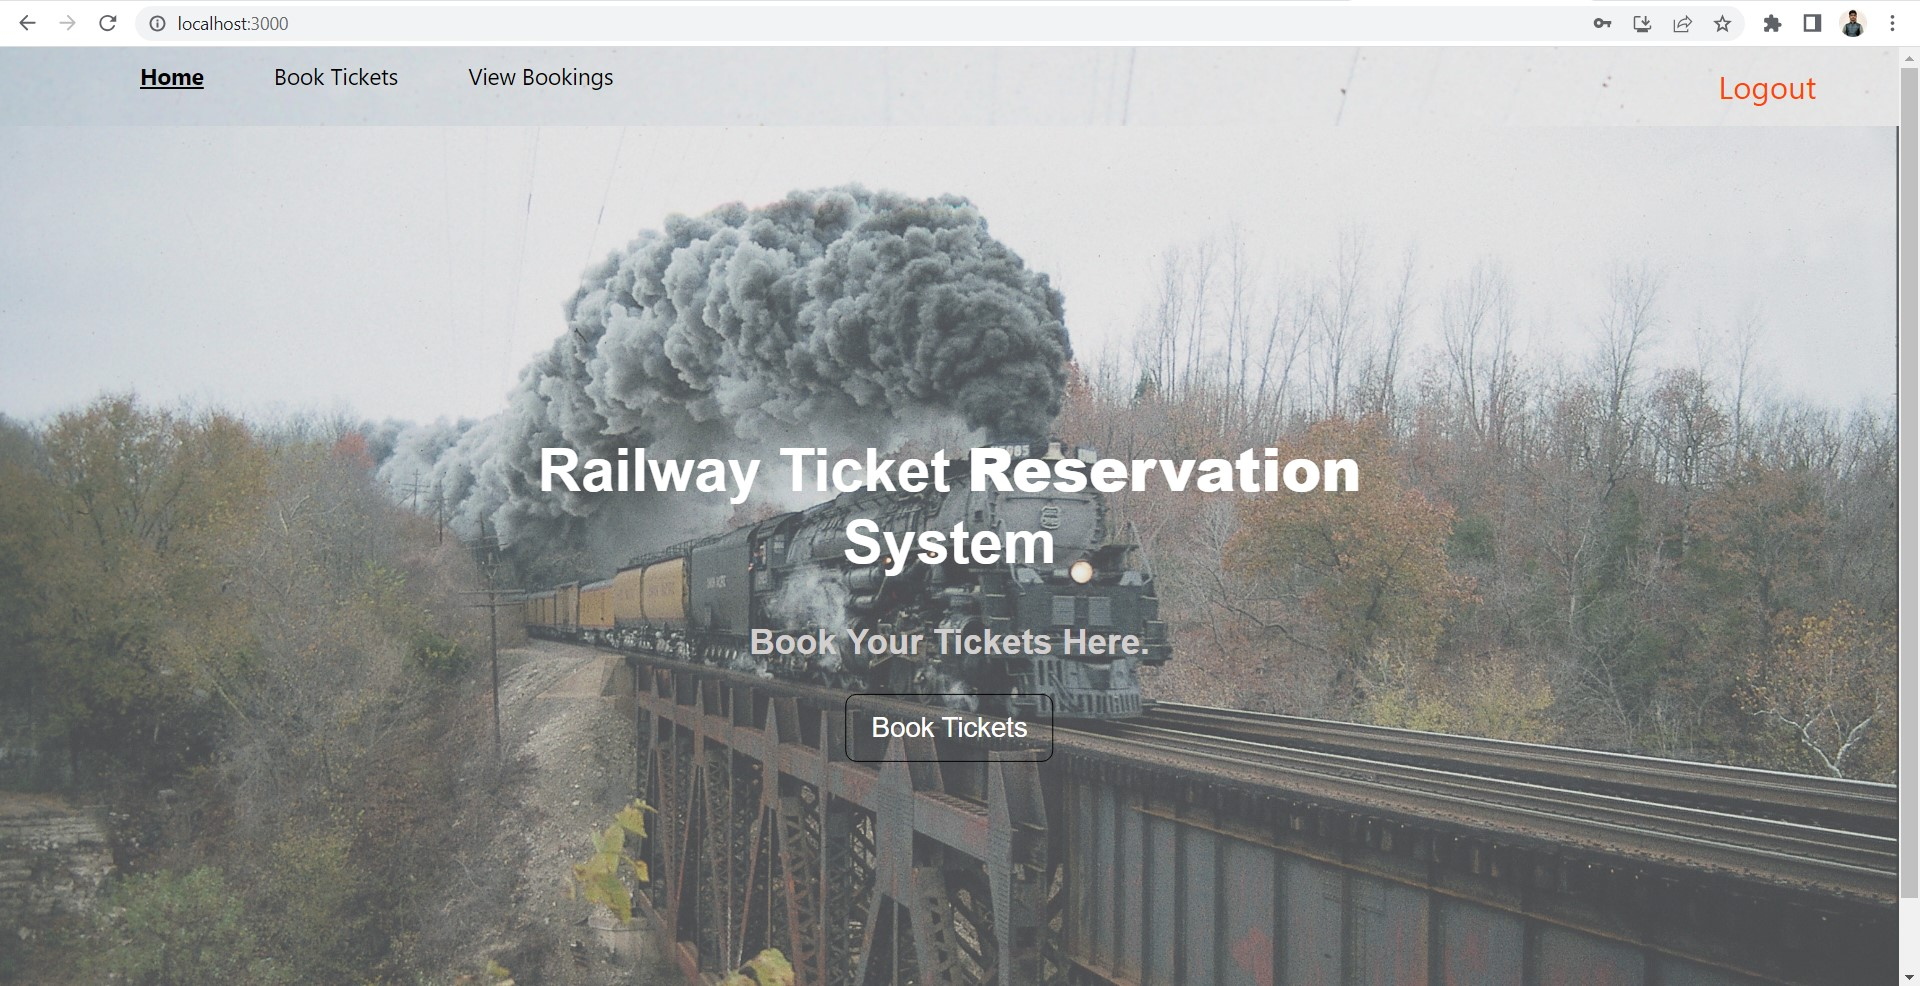 localhost:3000
Home Book Tickets View Bookings Logout
Railway Ticket Reservation
System
Book Your Tickets Here.
Book Tickets